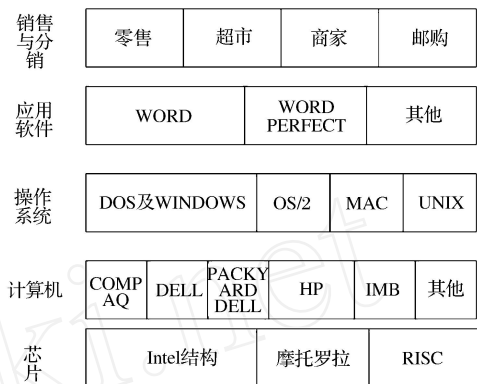 销售
与分
销
零售
超市
商家
邮购
应用
软件
WORD
WORD
PERFECT
其他
操作
系统
DOS及WINDOWS
OS/2
MAC
UNIX
计算机
COMP
AQ
DELL
PACKY
ARD
DELL
HP
IMB
其他
芯
片
Intel结构
摩托罗拉
RISC